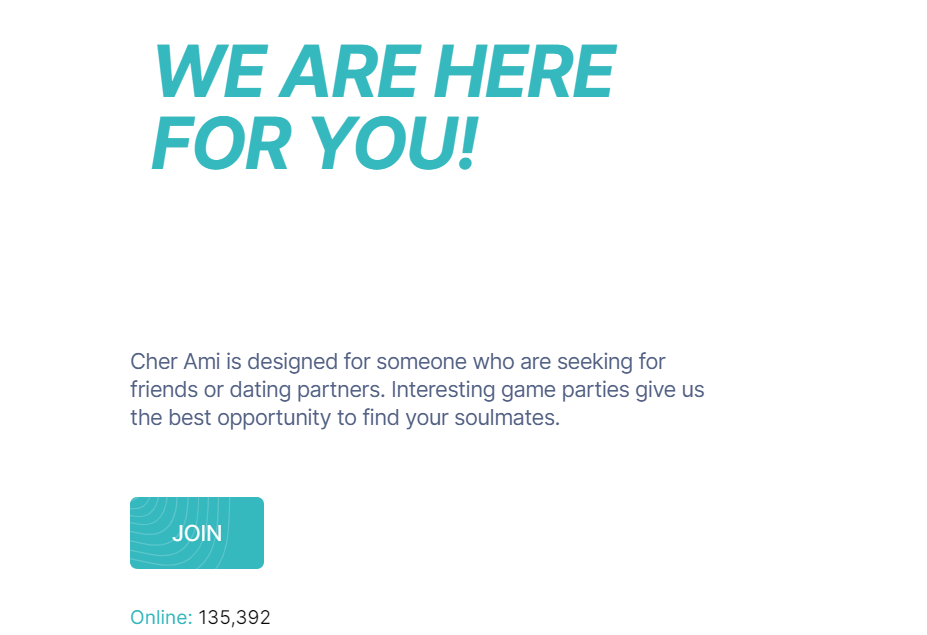 WE ARE HERE
FOR YOU!
Cher Ami is designed for someone who are seeking for
friends or dating partners. Interesting game parties give us
the best opportunity to find your soulmates.
JOIN
Online: 135,392